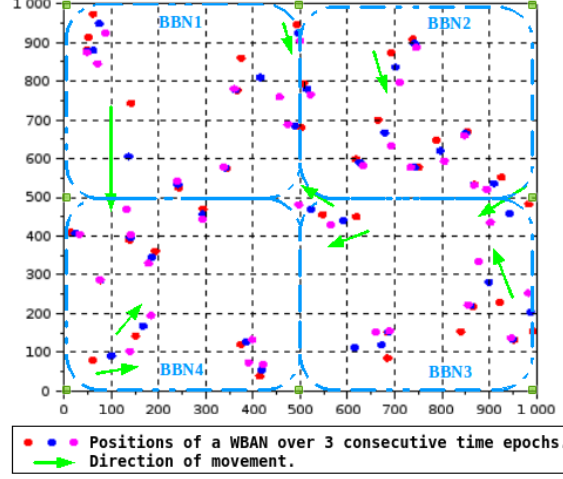 1 000
900
800
700
600
500
400
300
200
100
0
BBN1
BBN2
BBN4
BBN3
0 100 200 300 400 500 600 700 800 900 1 000
Positions of a WBAN over 3 consecutive time epochs.
Direction of movement.